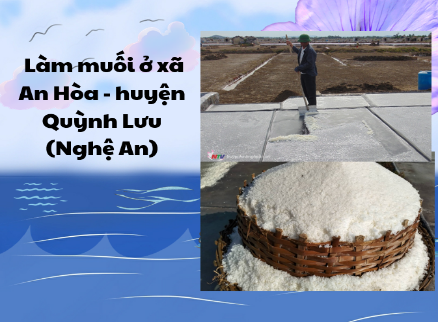 Làm muối ở xã
An Hòa - huyện
Quỳnh Lưu
(Nghệ An)